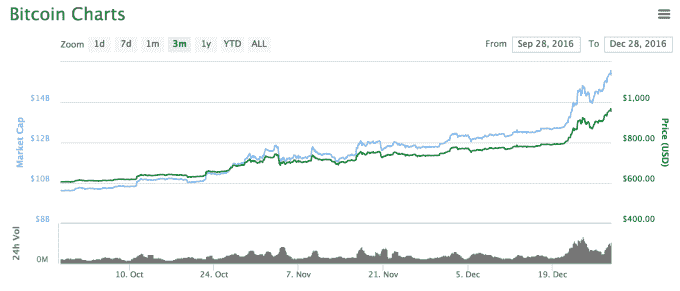 Bitcoin Charts
Zoom 1d 7d 1m 3m 1y YTD ALL From Sep 28, 2016 To Dec 28, 2016
Market Cap
$14B
$12B
$10B
$8B
$1,000
$800.00
$600.00
$400.00
Price (USD)
24h Vol
0M
10. Oct 24. Oct 7. Nov 21. Nov 5. Dec 19. Dec